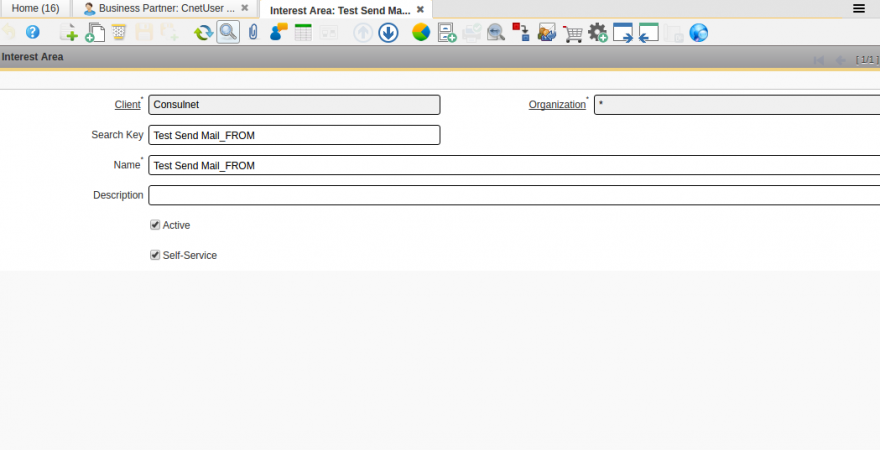 Home (16) Business Partner: CnetUser ... Interest Area: Test Send Ma...
Interest Area [ 1/1 ]
Client* Consulnet Organization* *
Search Key Test Send Mail_FROM
Name* Test Send Mail_FROM
Description
Active
Self-Service